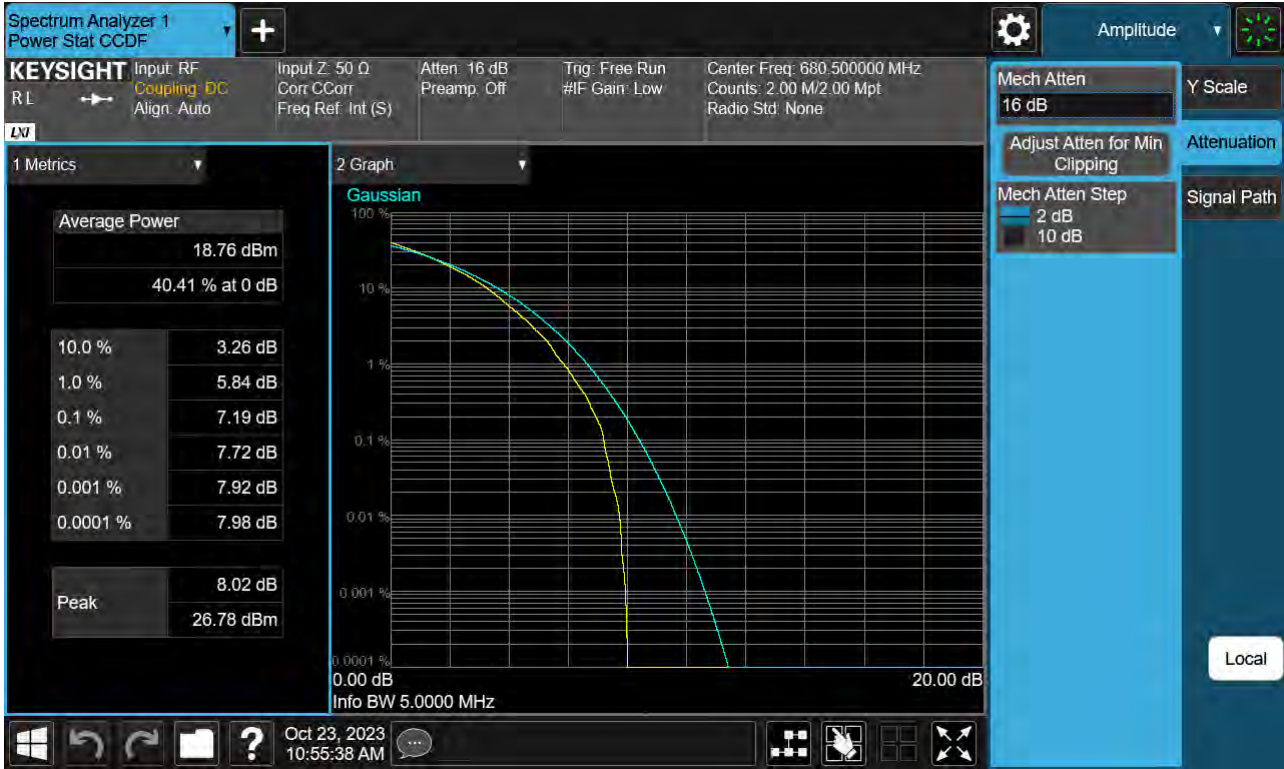 Spectrum Analyzer 1
Power Stat CCDF
Amplitude
KEYSIGHT
Input: RF
Coupling: DC
Align: Auto
Input Z: 50 Ω
Corr CCorr
Freq Ref: Int (S)
Atten: 16 dB
Preamp: Off
Trig: Free Run
#IF Gain: Low
Center Freq: 680.500000 MHz
Counts: 2.00 M/2.00 Mpt
Radio Std: None
R L
LXI
Mech Atten
16 dB
Adjust Atten for Min
Clipping
Mech Atten Step
2 dB
10 dB
Y Scale
Attenuation
Signal Path
1 Metrics
Average Power
18.76 dBm
40.41 % at 0 dB
10.0 % 3.26 dB
1.0 % 5.84 dB
0.1 % 7.19 dB
0.01 % 7.72 dB
0.001 % 7.92 dB
0.0001 % 7.98 dB
Peak
8.02 dB
26.78 dBm
2 Graph
Gaussian
100 %
10 %
1 %
0.1 %
0.01 %
0.001 %
0.0001 %
0.00 dB 20.00 dB
Info BW 5.0000 MHz
Local
?
Oct 23, 2023
10:55:38 AM